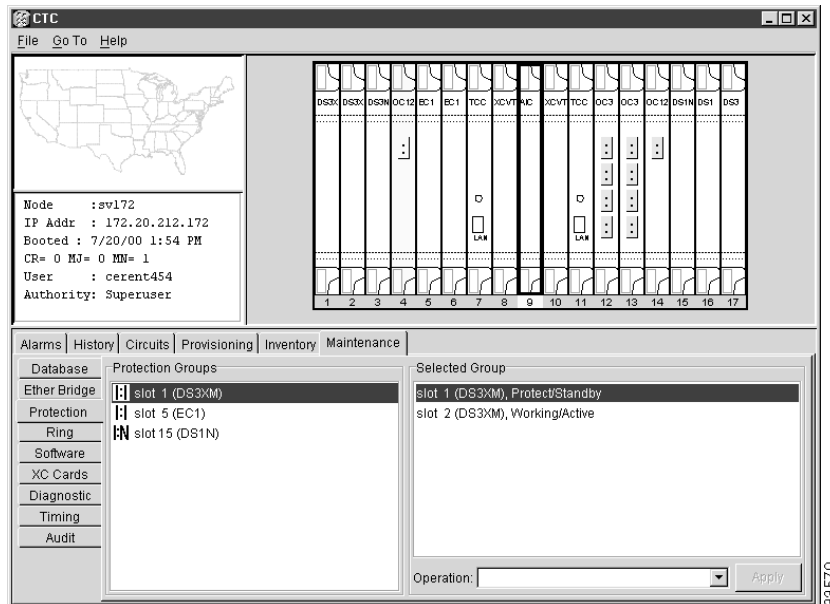 CTC
File Go To Help
DS3X DS3X DS3N OC12 EC1 EC1 TCC XCVT AIC XCVT TCC OC3 OC3 OC12 DS1N DS1 DS3
LAN LAN
1 2 3 4 5 6 7 8 9 10 11 12 13 14 15 16 17
Node :sv172
IP Addr : 172.20.212.172
Booted : 7/20/00 1:54 PM
CR= 0 MJ= 0 MN= 1
User : cerent454
Authority: Superuser
Alarms History Circuits Provisioning Inventory Maintenance
Database
Ether Bridge
Protection
Ring
Software
XC Cards
Diagnostic
Timing
Audit
Protection Groups
1:1 slot 1 (DS3XM)
1:1 slot 5 (EC1)
1:N slot 15 (DS1N)
Selected Group
slot 1 (DS3XM), Protect/Standby
slot 2 (DS3XM), Working/Active
Operation: Apply